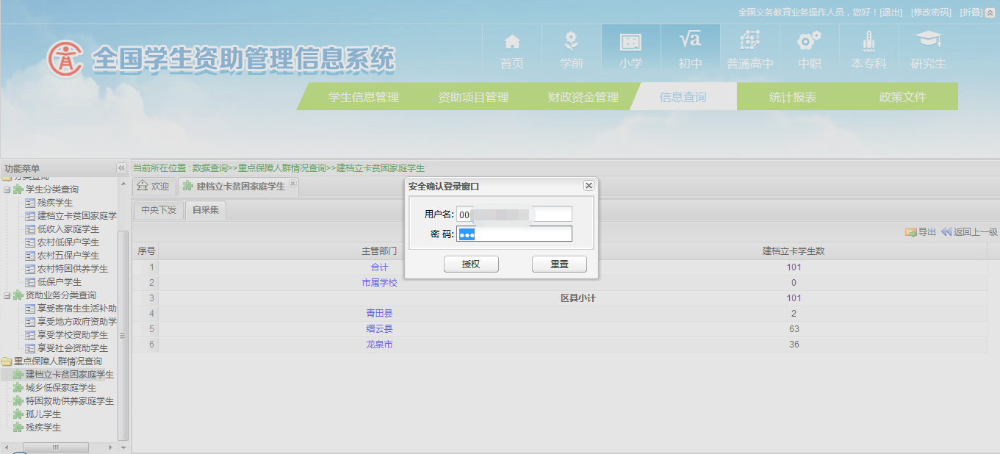 全国义务教育业务操作人员，您好！[退出] [修改密码] [折叠]
全国学生资助管理信息系统
首页 学前 小学 初中 普通高中 中职 本专科 研究生
√a
学生信息管理 资助项目管理 财政资金管理 信息查询 统计报表 政策文件
功能菜单
分类查询
学生分类查询
残疾学生
建档立卡贫困家庭学
低收入家庭学生
农村低保户学生
农村五保户学生
农村特困供养学生
低保户学生
资助业务分类查询
享受寄宿生生活补助
享受地方政府资助学
享受学校资助学生
享受社会资助学生
重点保障人群情况查询
建档立卡贫困家庭学生
城乡低保家庭学生
特困救助供养家庭学生
孤儿学生
残疾学生
当前所在位置 : 数据查询>>重点保障人群情况查询>>建档立卡贫困家庭学生
欢迎 建档立卡贫困家庭学生
中央下发 自采集
导出 返回上一级
序号 主管部门 建档立卡学生数
1 合计 101
2 市属学校 0
3 区县小计 101
4 青田县 2
5 缙云县 63
6 龙泉市 36
安全确认登录窗口
用户名: 00
密 码:
授权 重置